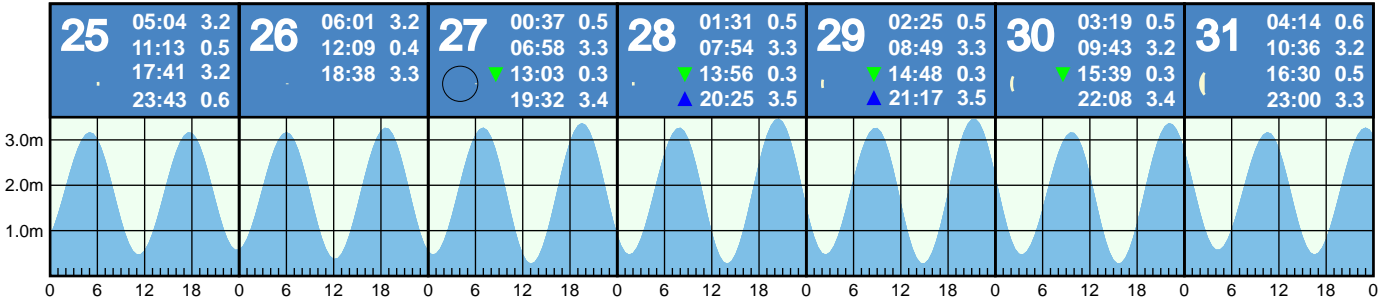 25
05:04 3.2
11:13 0.5
17:41 3.2
23:43 0.6
26
06:01 3.2
12:09 0.4
18:38 3.3
27
00:37 0.5
06:58 3.3
▼ 13:03 0.3
19:32 3.4
28
01:31 0.5
07:54 3.3
▼ 13:56 0.3
▲ 20:25 3.5
29
02:25 0.5
08:49 3.3
▼ 14:48 0.3
▲ 21:17 3.5
30
03:19 0.5
09:43 3.2
▼ 15:39 0.3
22:08 3.4
31
04:14 0.6
10:36 3.2
16:30 0.5
23:00 3.3
3.0m
2.0m
1.0m
0 6 12 18 0 6 12 18 0 6 12 18 0 6 12 18 0 6 12 18 0 6 12 18 0 6 12 18 0